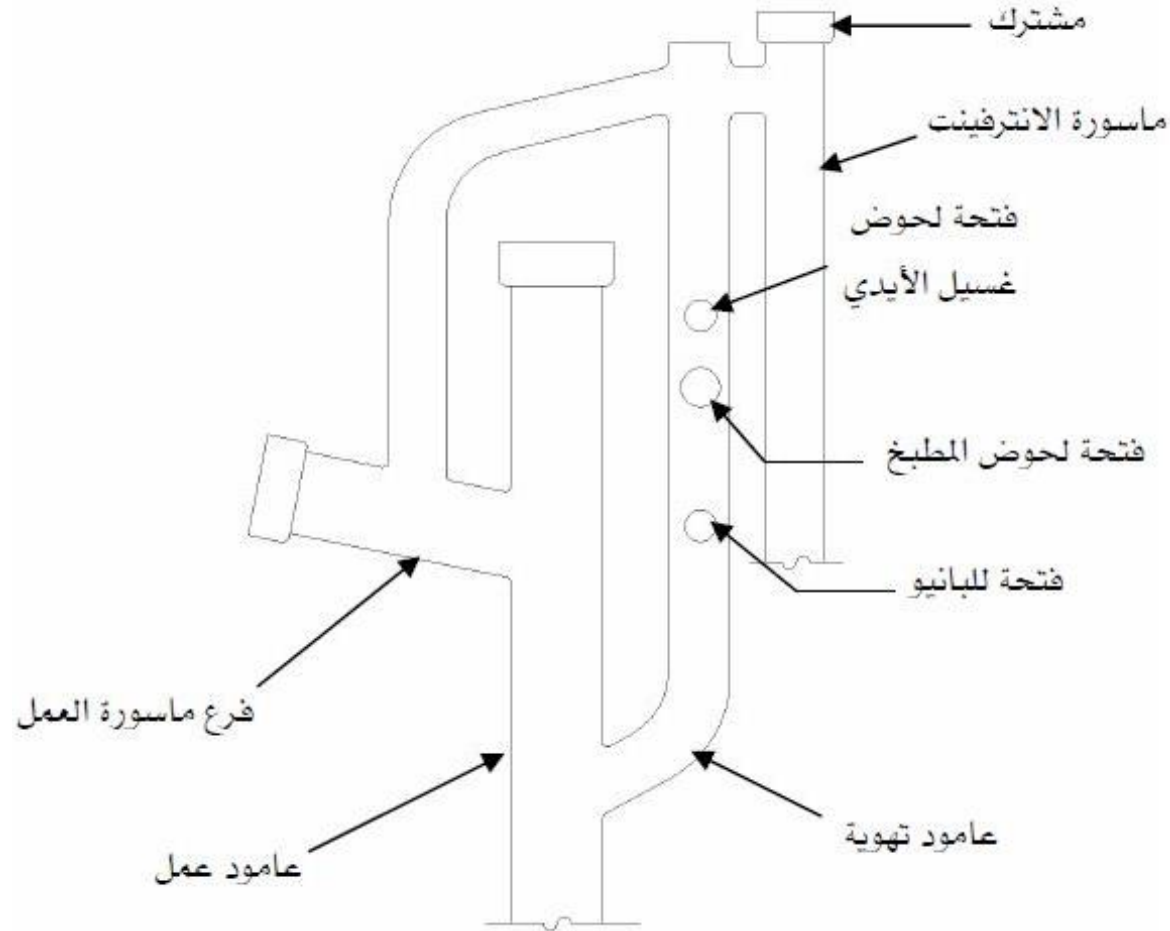 مشترك
ماسورة الانترفينت
فتحة لحوض
غسيل الأيدي
فتحة لحوض المطبخ
فتحة للبانيو
فرع ماسورة العمل
عامود تهوية
عامود عمل